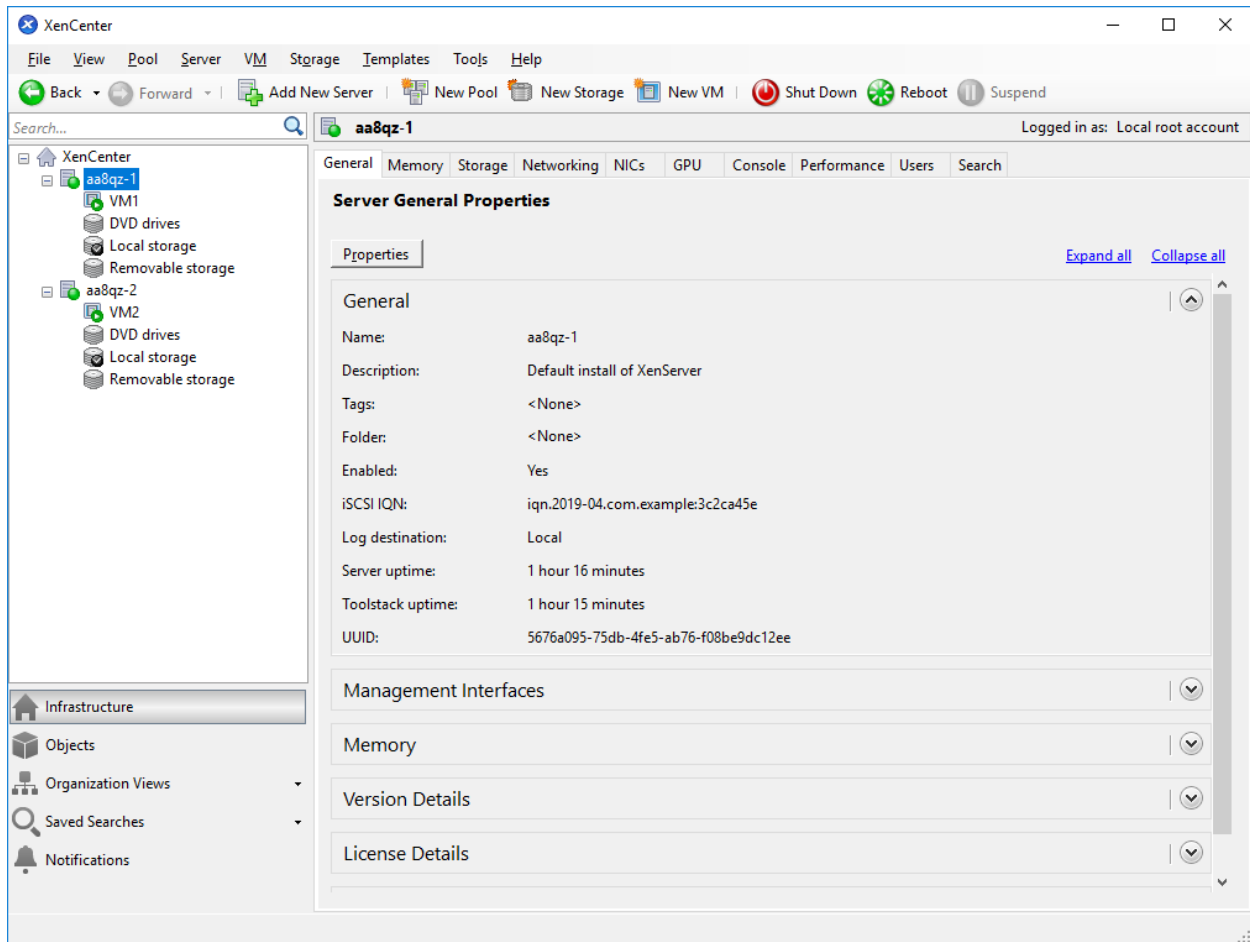 XenCenter
File View Pool Server VM Storage Templates Tools Help
Back Forward Add New Server New Pool New Storage New VM Shut Down Reboot Suspend
Search...
aa8qz-1 Logged in as: Local root account
XenCenter
aa8qz-1
VM1
DVD drives
Local storage
Removable storage
aa8qz-2
VM2
DVD drives
Local storage
Removable storage
Infrastructure
Objects
Organization Views
Saved Searches
Notifications
General Memory Storage Networking NICs GPU Console Performance Users Search
Server General Properties
Properties Expand all Collapse all
General
Name: aa8qz-1
Description: Default install of XenServer
Tags: <None>
Folder: <None>
Enabled: Yes
iSCSI IQN: iqn.2019-04.com.example:3c2ca45e
Log destination: Local
Server uptime: 1 hour 16 minutes
Toolstack uptime: 1 hour 15 minutes
UUID: 5676a095-75db-4fe5-ab76-f08be9dc12ee
Management Interfaces
Memory
Version Details
License Details